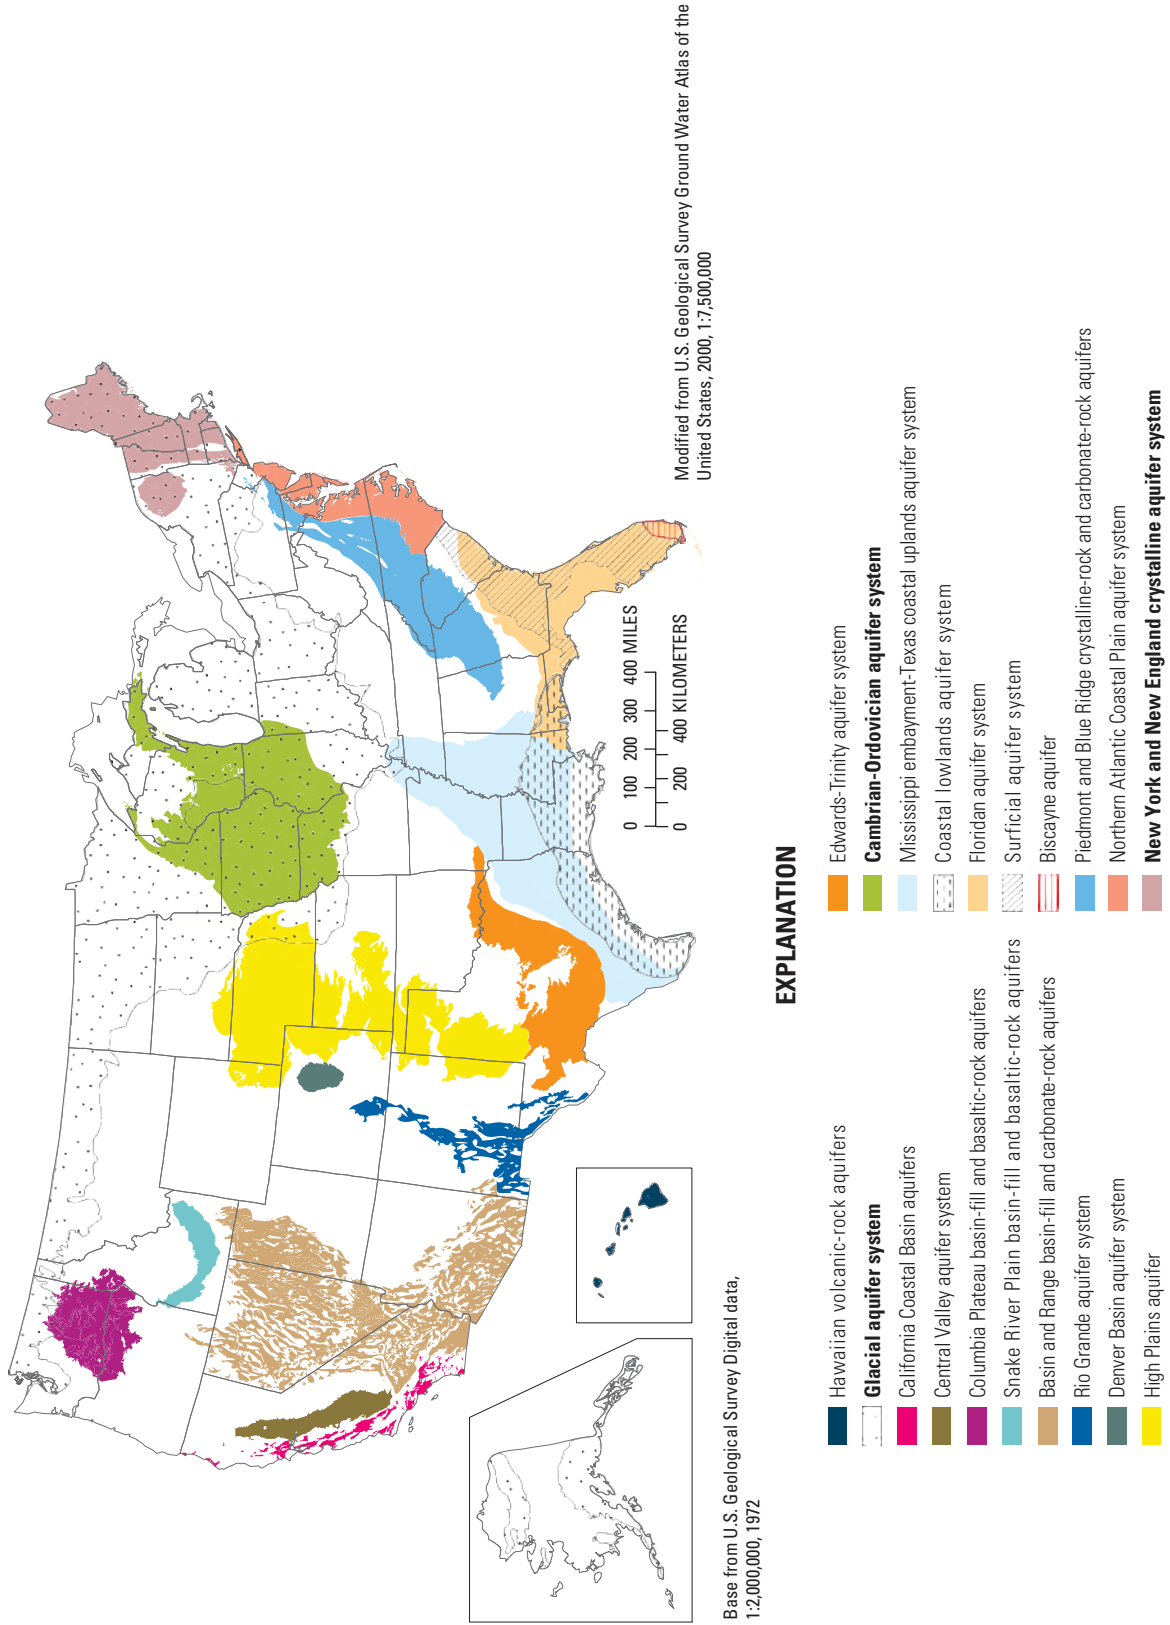 0 100 200 300 400 MILES
0 200 400 KILOMETERS
Base from U.S. Geological Survey Digital data,
1:2,000,000, 1972
Modified from U.S. Geological Survey Ground Water Atlas of the
United States, 2000, 1:7,500,000
EXPLANATION
Hawaiian volcanic-rock aquifers
Glacial aquifer system
California Coastal Basin aquifers
Central Valley aquifer system
Columbia Plateau basin-fill and basaltic-rock aquifers
Snake River Plain basin-fill and basaltic-rock aquifers
Basin and Range basin-fill and carbonate-rock aquifers
Rio Grande aquifer system
Denver Basin aquifer system
High Plains aquifer
Edwards-Trinity aquifer system
Cambrian-Ordovician aquifer system
Mississippi embayment-Texas coastal uplands aquifer system
Coastal lowlands aquifer system
Floridan aquifer system
Surficial aquifer system
Biscayne aquifer
Piedmont and Blue Ridge crystalline-rock and carbonate-rock aquifers
Northern Atlantic Coastal Plain aquifer system
New York and New England crystalline aquifer system